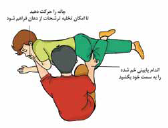 چانه را حرکت دهید
تا امکان تخلیه ترشحات از دهان فراهم شود
اندام پایینی خم شده
را به سمت خود بکشید